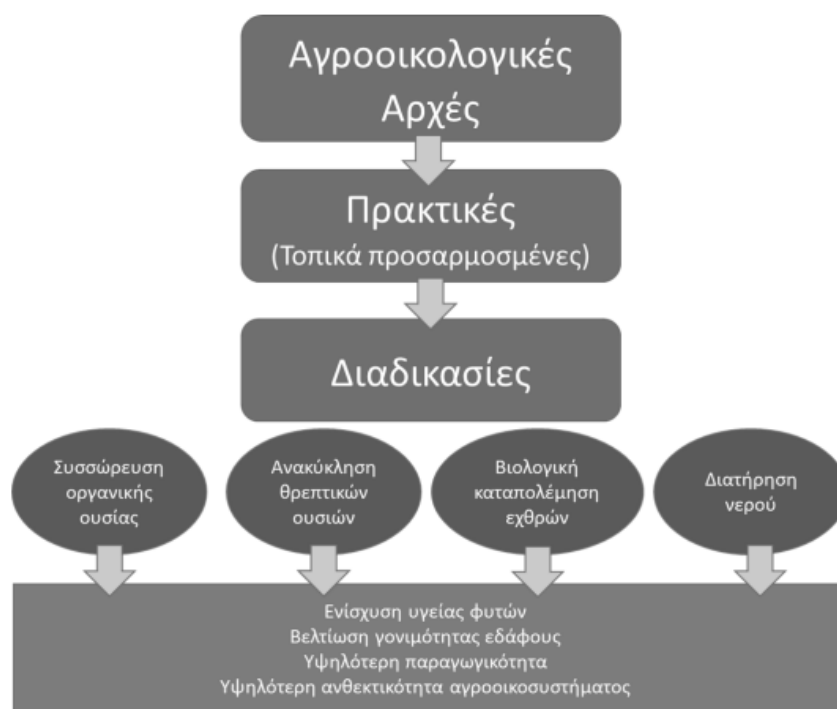 Αγροοικολογικές
Αρχές
Πρακτικές
(Τοπικά προσαρμοσμένες)
Διαδικασίες
Συσσώρευση
οργανικής
ουσίας
Ανακύκληση
θρεπτικών
ουσιών
Βιολογική
καταπολέμηση
εχθρών
Διατήρηση
νερού
Ενίσχυση υγείας φυτών
Βελτίωση γονιμότητας εδάφους
Υψηλότερη παραγωγικότητα
Υψηλότερη ανθεκτικότητα αγροοικοσυστήματος